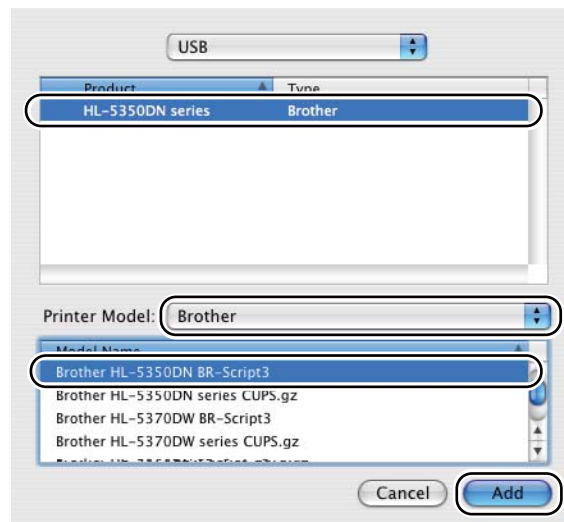 USB
Product Type
HL-5350DN series Brother
Printer Model: Brother
Model Name
Brother HL-5350DN BR-Script3
Brother HL-5350DN series CUPS.gz
Brother HL-5370DW BR-Script3
Brother HL-5370DW series CUPS.gz
Cancel Add